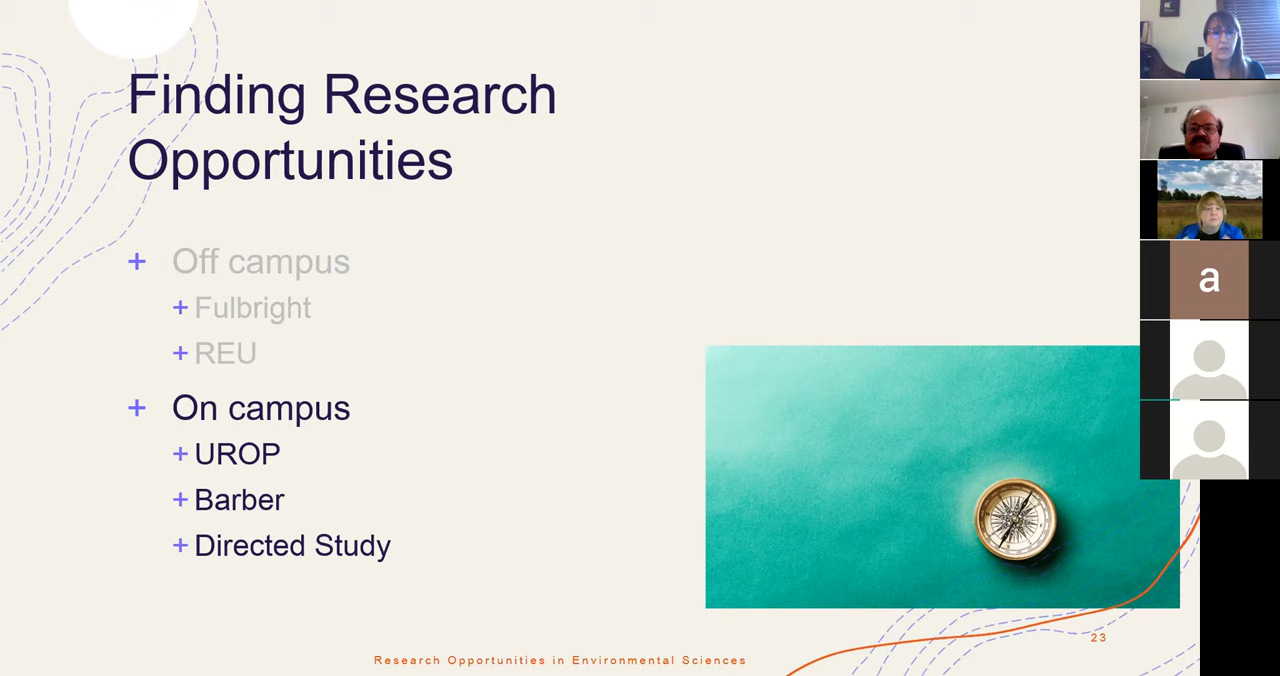 Finding Research
Opportunities
+ Off campus
+ Fulbright
+ REU
+ On campus
+ UROP
+ Barber
+ Directed Study
a
23
Research Opportunities in Environmental Sciences